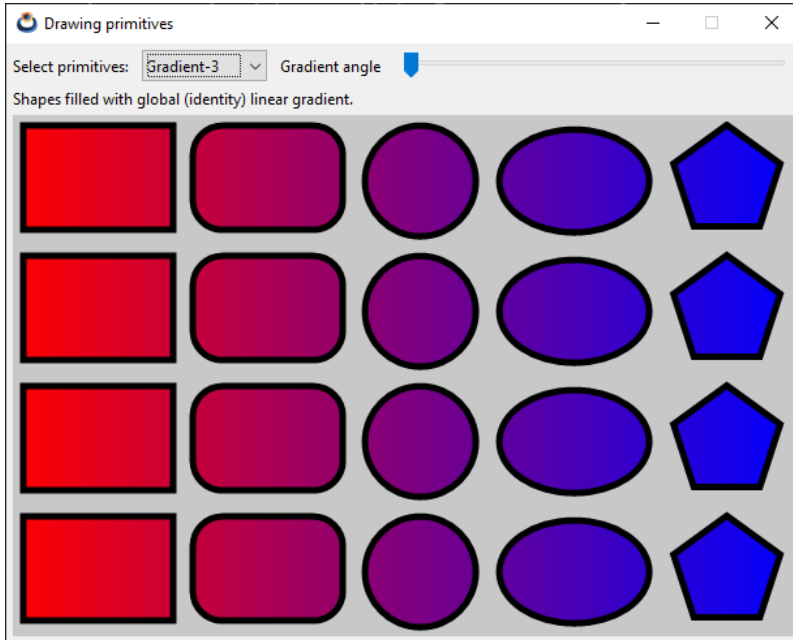 Drawing primitives
Select primitives: Gradient-3 Gradient angle
Shapes filled with global (identity) linear gradient.